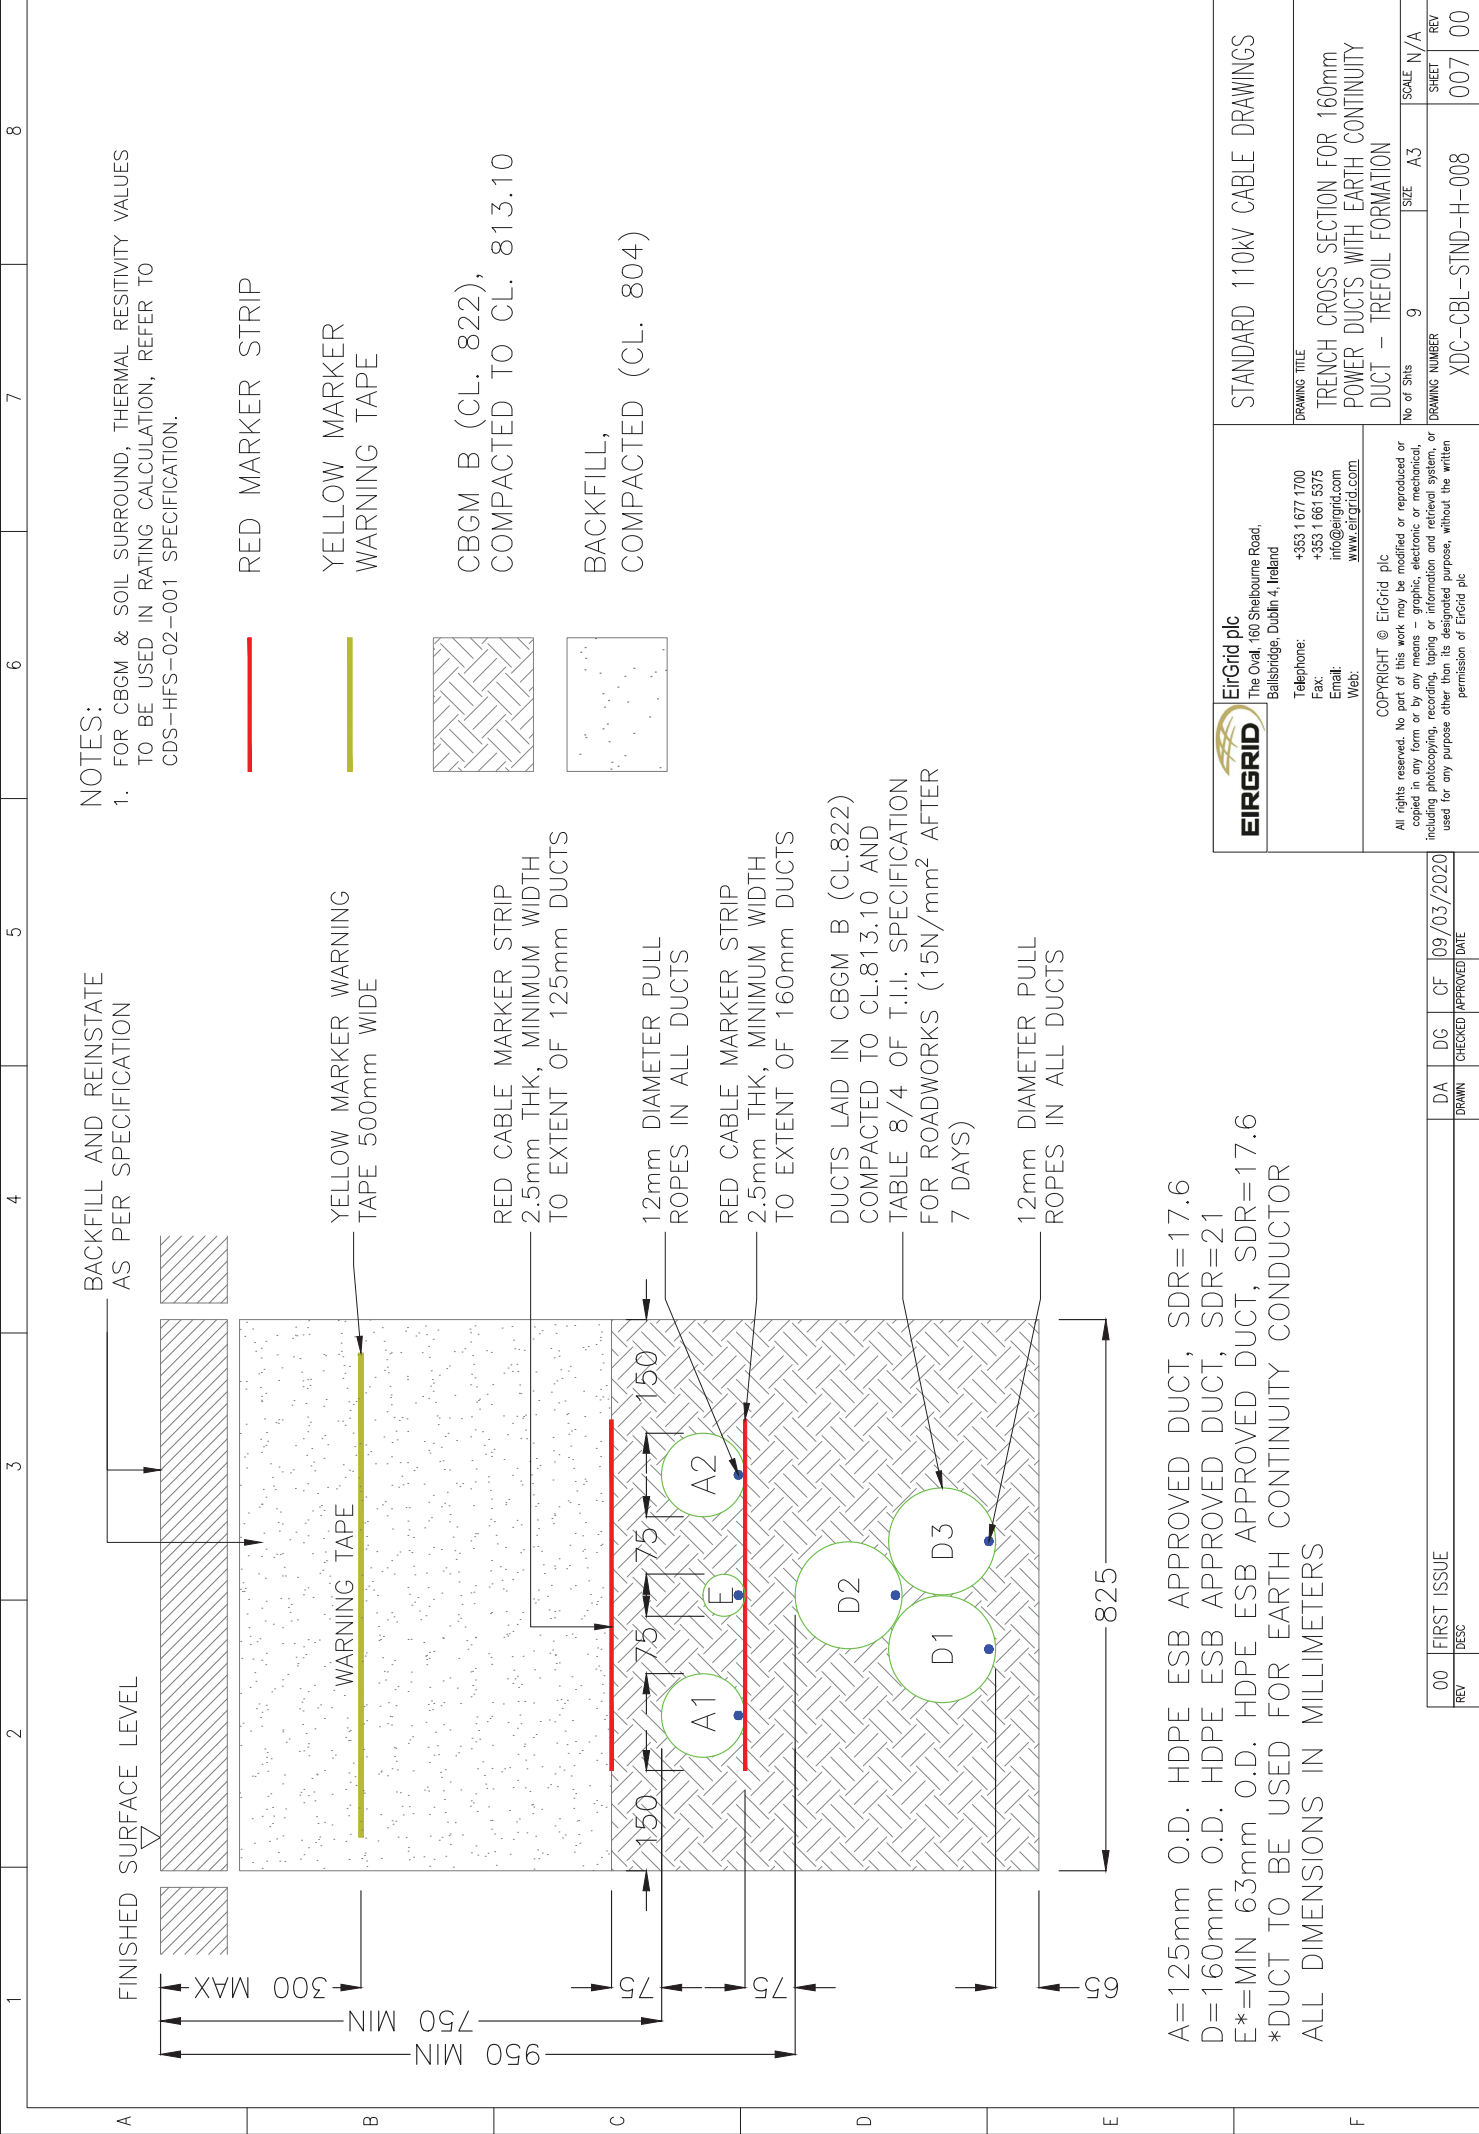 1
2
3
4
5
6
7
8
A
B
C
D
E
F
FINISHED SURFACE LEVEL
BACKFILL AND REINSTATE
AS PER SPECIFICATION
YELLOW MARKER WARNING
TAPE 500mm WIDE
RED CABLE MARKER STRIP
2.5mm THK, MINIMUM WIDTH
TO EXTENT OF 125mm DUCTS
12mm DIAMETER PULL
ROPES IN ALL DUCTS
RED CABLE MARKER STRIP
2.5mm THK, MINIMUM WIDTH
TO EXTENT OF 160mm DUCTS
DUCTS LAID IN CBGM B (CL.822)
COMPACTED TO CL.813.10 AND
TABLE 8/4 OF T.I.I. SPECIFICATION
FOR ROADWORKS (15N/mm² AFTER
7 DAYS)
12mm DIAMETER PULL
ROPES IN ALL DUCTS
WARNING TAPE
300 MAX
750 MIN
950 MIN
75
75
65
150
75
75
150
A1
E
A2
D1
D2
D3
825
A=125mm O.D. HDPE ESB APPROVED DUCT, SDR=17.6
D=160mm O.D. HDPE ESB APPROVED DUCT, SDR=21
E*=MIN 63mm O.D. HDPE ESB APPROVED DUCT, SDR=17.6
*DUCT TO BE USED FOR EARTH CONTINUITY CONDUCTOR
ALL DIMENSIONS IN MILLIMETERS
NOTES:
1. FOR CBGM & SOIL SURROUND, THERMAL RESITIVITY VALUES
TO BE USED IN RATING CALCULATION, REFER TO
CDS-HFS-02-001 SPECIFICATION.
RED MARKER STRIP
YELLOW MARKER
WARNING TAPE
CBGM B (CL. 822),
COMPACTED TO CL. 813.10
BACKFILL,
COMPACTED (CL. 804)
00 FIRST ISSUE DA DG CF 09/03/2020
REV DESC DRAWN CHECKED APPROVED DATE
EIRGRID
EirGrid plc
The Oval, 160 Shelbourne Road,
Ballsbridge, Dublin 4, Ireland
Telephone: +353 1 677 1700
Fax: +353 1 661 5375
Email: info@eirgrid.com
Web: www.eirgrid.com
COPYRIGHT © EirGrid plc
All rights reserved. No part of this work may be modified or reproduced or
copied in any form or by any means - graphic, electronic or mechanical,
including photocopying, recording, taping or information and retrieval system, or
used for any purpose other than its designated purpose, without the written
permission of EirGrid plc
STANDARD 110kV CABLE DRAWINGS
DRAWING TITLE
TRENCH CROSS SECTION FOR 160mm
POWER DUCTS WITH EARTH CONTINUITY
DUCT - TREFOIL FORMATION
No of Shts 9 SIZE A3 SCALE N/A
DRAWING NUMBER XDC-CBL-STND-H-008 SHEET 007 REV 00